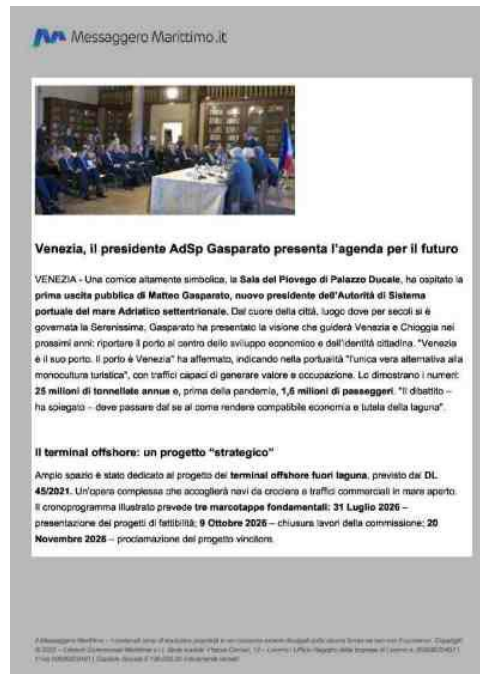 Messaggero Marittimo.it
Venezia, il presidente AdSp Gasparato presenta l'agenda per il futuro
VENEZIA - Una cornice altamente simbolica, la Sala del Piovego di Palazzo Ducale, ha ospitato la
prima uscita pubblica di Matteo Gasparato, nuovo presidente dell'Autorità di Sistema
portuale del mare Adriatico settentrionale. Dal cuore della città, luogo dove per secoli si è
governata la Serenissima, Gasparato ha presentato la visione che guiderà Venezia e Chioggia nei
prossimi anni: riportare il porto al centro dello sviluppo economico e dell'identità cittadina. "Venezia
è il suo porto. Il porto è Venezia" ha affermato, indicando nella portualità "l'unica vera alternativa alla
monocultura turistica", con traffici capaci di generare valore e occupazione. Lo dimostrano i numeri:
25 milioni di tonnellate annue e, prima della pandemia, 1,6 milioni di passeggeri. "Il dibattito –
ha spiegato – deve passare dal se al come rendere compatibile economia e tutela della laguna".
Il terminal offshore: un progetto "strategico"
Ampio spazio è stato dedicato al progetto del terminal offshore fuori laguna, previsto dal DL
45/2021. Un'opera complessa che accoglierà navi da crociera e traffici commerciali in mare aperto.
Il cronoprogramma illustrato prevede tre marcotappe fondamentali: 31 Luglio 2026 –
presentazione dei progetti di fattibilità; 9 Ottobre 2026 – chiusura lavori della commissione; 20
Novembre 2026 – proclamazione del progetto vincitore.